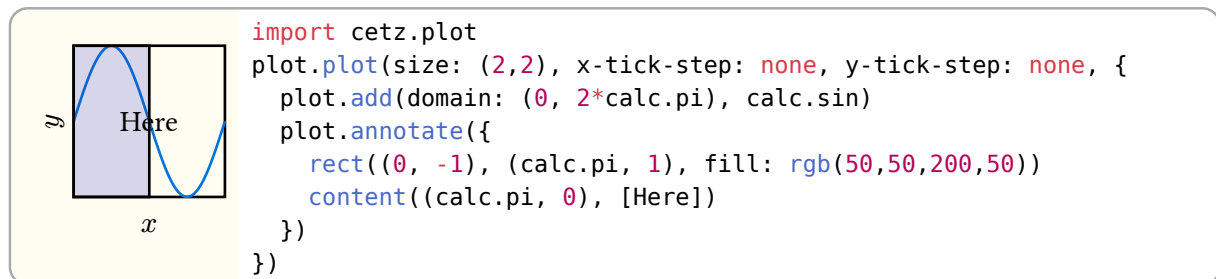 y
Here
x
import cetz.plot
plot.plot(size: (2,2), x-tick-step: none, y-tick-step: none, {
  plot.add(domain: (0, 2*calc.pi), calc.sin)
  plot.annotate({
    rect((0, -1), (calc.pi, 1), fill: rgb(50,50,200,50))
    content((calc.pi, 0), [Here])
  })
})